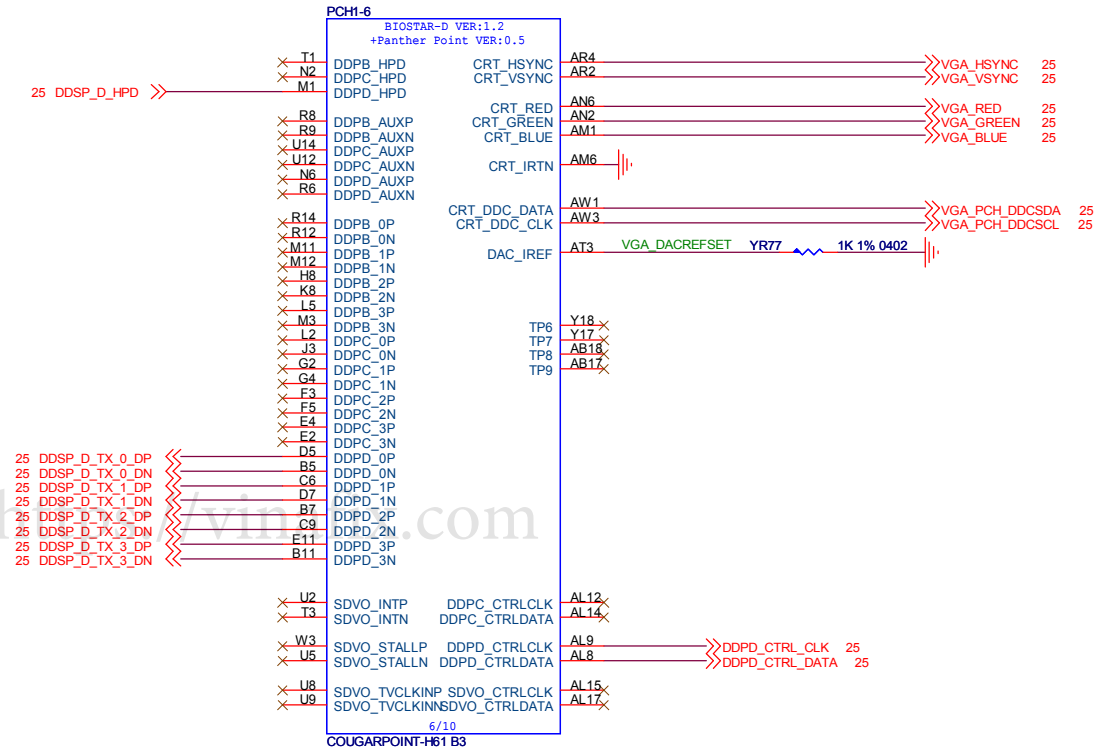 PCH1-6
BIOSTAR-D VER:1.2
+Panther Point VER:0.5
T1 DDPB_HPD CRT_HSYNC AR4 VGA_HSYNC 25
N2 DDPC_HPD CRT_VSYNC AR2 VGA_VSYNC 25
25 DDSP_D_HPD M1 DDPD_HPD
CRT_RED AN6 VGA_RED 25
R8 DDPB_AUXP CRT_GREEN AN2 VGA_GREEN 25
R9 DDPB_AUXN CRT_BLUE AM1 VGA_BLUE 25
U14 DDPC_AUXP
U12 DDPC_AUXN CRT_IRTN AM6
N6 DDPD_AUXP
R6 DDPD_AUXN
CRT_DDC_DATA AW1 VGA_PCH_DDCSDA 25
R14 DDPB_0P CRT_DDC_CLK AW3 VGA_PCH_DDCSCL 25
R12 DDPB_0N
M11 DDPB_1P DAC_IREF AT3 VGA_DACREFSET YR77 1K 1% 0402
M12 DDPB_1N
H8 DDPB_2P
K8 DDPB_2N
L5 DDPB_3P
M3 DDPB_3N TP6 Y18
L2 DDPC_0P TP7 Y17
J3 DDPC_0N TP8 AB18
G2 DDPC_1P TP9 AB17
G4 DDPC_1N
F3 DDPC_2P
F5 DDPC_2N
E4 DDPC_3P
E2 DDPC_3N
25 DDSP_D_TX_0_DP D5 DDPD_0P
25 DDSP_D_TX_0_DN B5 DDPD_0N
25 DDSP_D_TX_1_DP C6 DDPD_1P
25 DDSP_D_TX_1_DN D7 DDPD_1N
25 DDSP_D_TX_2_DP B7 DDPD_2P
25 DDSP_D_TX_2_DN C9 DDPD_2N
25 DDSP_D_TX_3_DP E11 DDPD_3P
25 DDSP_D_TX_3_DN B11 DDPD_3N
https://vinafix.com
U2 SDVO_INTP DDPC_CTRLCLK AL12
T3 SDVO_INTN DDPC_CTRLDATA AL14
W3 SDVO_STALLP DDPD_CTRLCLK AL9 DDPD_CTRL_CLK 25
U5 SDVO_STALLN DDPD_CTRLDATA AL8 DDPD_CTRL_DATA 25
U8 SDVO_TVCLKINP SDVO_CTRLCLK AL15
U9 SDVO_TVCLKINN SDVO_CTRLDATA AL17
6/10
COUGARPOINT-H61 B3